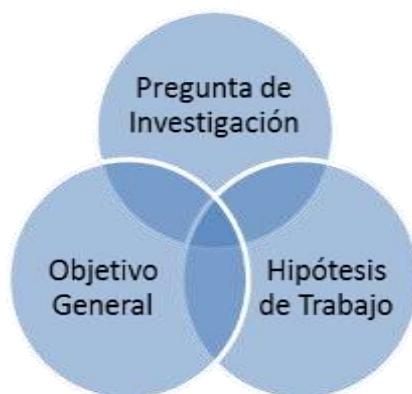 Pregunta de
Investigación
Objetivo
General
Hipótesis
de Trabajo